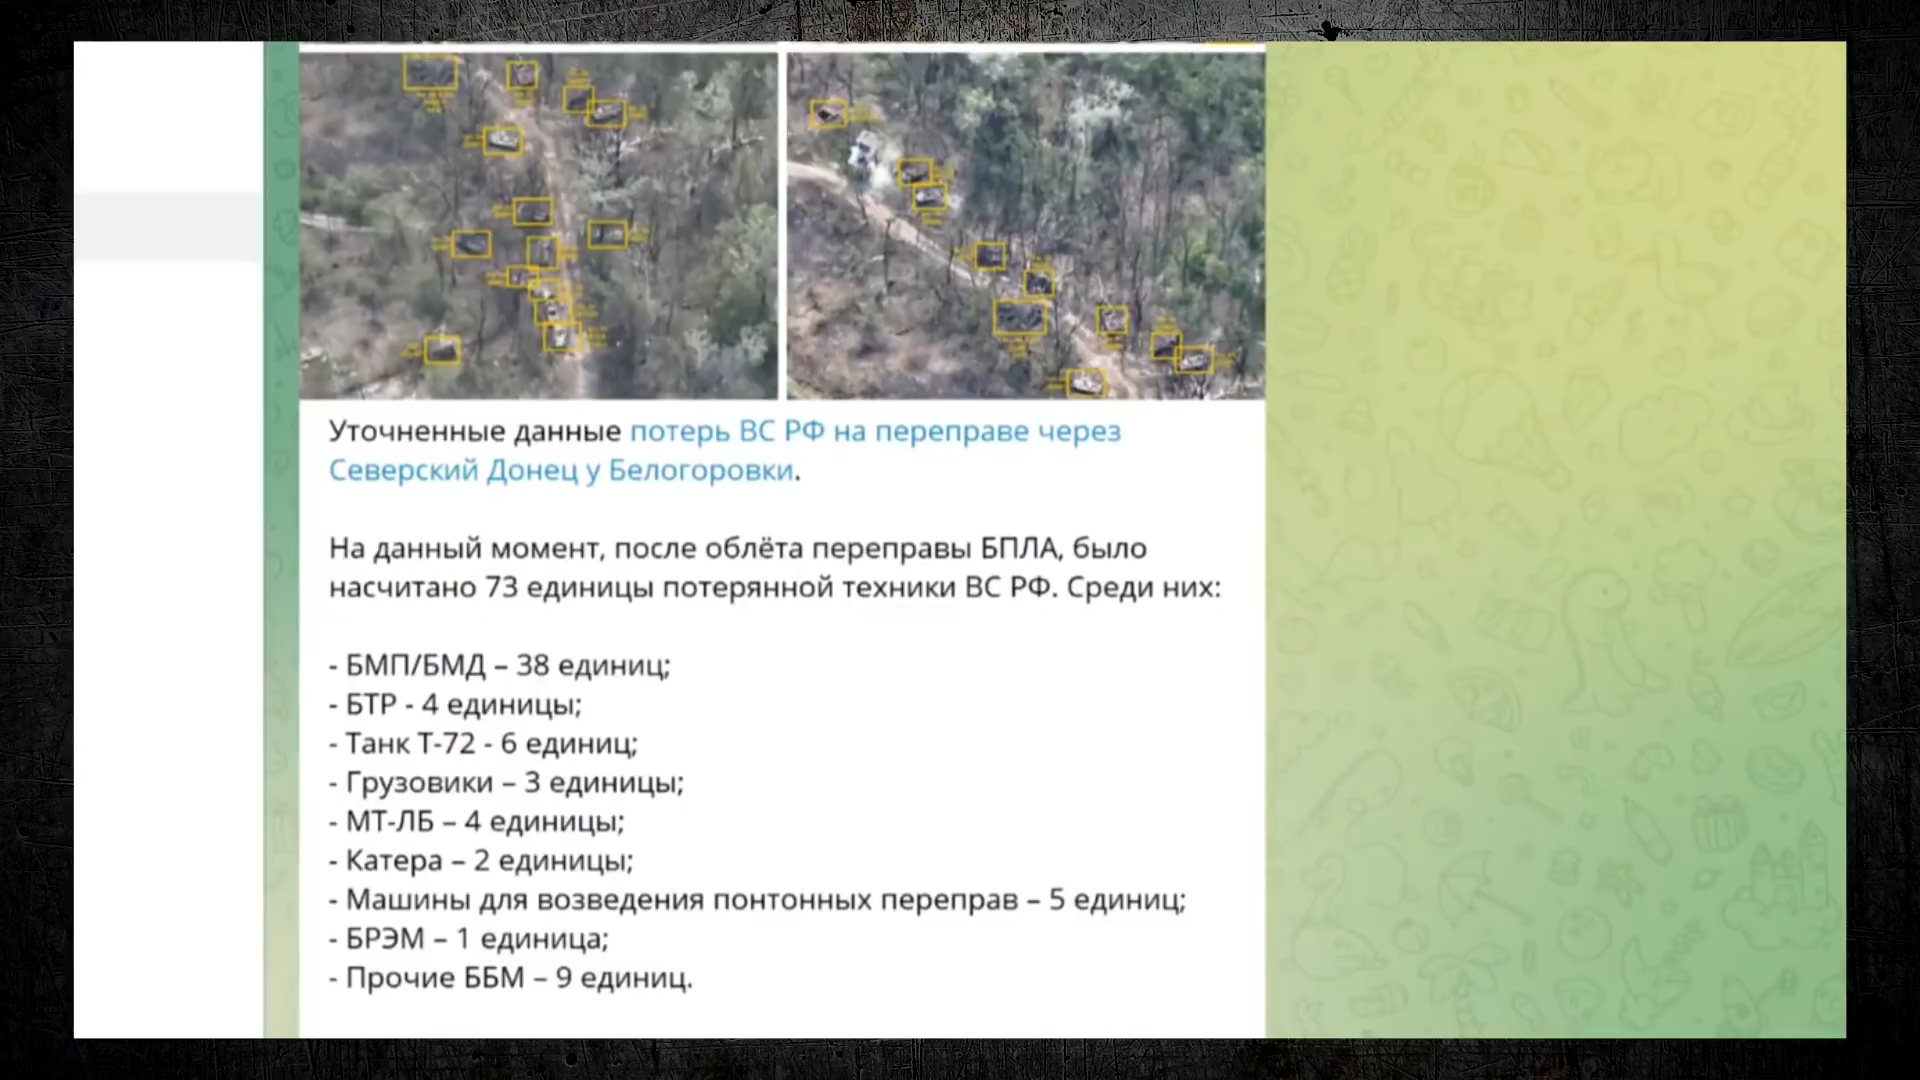 Уточненные данные потерь ВС РФ на переправе через
Северский Донец у Белогоровки.
На данный момент, после облёта переправы БПЛА, было
насчитано 73 единицы потерянной техники ВС РФ. Среди них:
- БМП/БМД – 38 единиц;
- БТР - 4 единицы;
- Танк Т-72 - 6 единиц;
- Грузовики – 3 единицы;
- МТ-ЛБ – 4 единицы;
- Катера – 2 единицы;
- Машины для возведения понтонных переправ – 5 единиц;
- БРЭМ – 1 единица;
- Прочие ББМ – 9 единиц.